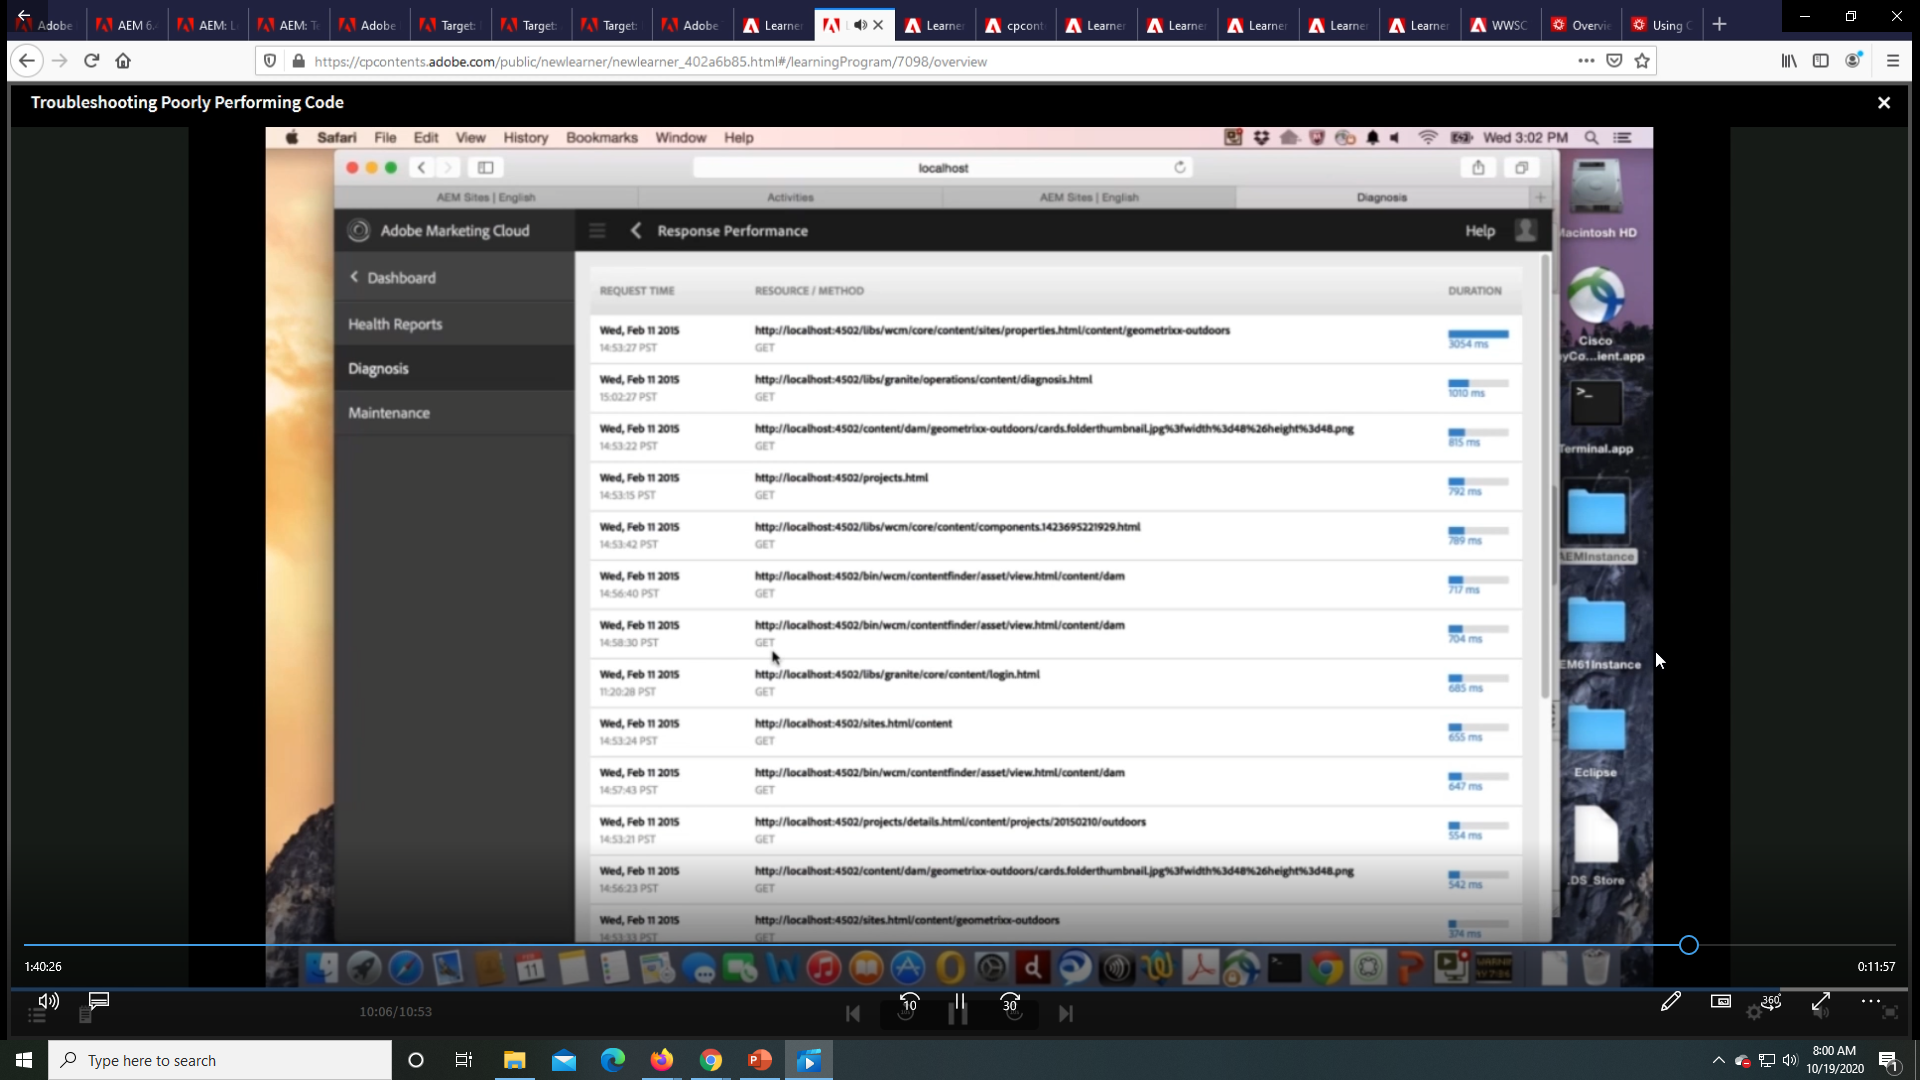 Adobe
AEM 6.
AEM: L
AEM: Te
Adobe
Target:
Target:
Target:
Adobe
Learner
Learner
cpcont
Learner
Learner
Learner
Learner
Learner
WWSC
Overvie
Using C
https://cpcontents.adobe.com/public/newlearner/newlearner_402a6b85.html#/learningProgram/7098/overview
Troubleshooting Poorly Performing Code
Safari File Edit View History Bookmarks Window Help
Wed 3:02 PM
localhost
AEM Sites | English
Activities
AEM Sites | English
Diagnosis
Adobe Marketing Cloud
Response Performance
Help
Macintosh HD
Dashboard
Health Reports
Diagnosis
Maintenance
REQUEST TIME RESOURCE / METHOD DURATION
Wed, Feb 11 2015 http://localhost:4502/libs/wcm/core/content/sites/properties.html/content/geometrixx-outdoors
14:53:27 PST GET 3054 ms
Wed, Feb 11 2015 http://localhost:4502/libs/granite/operations/content/diagnosis.html
15:02:27 PST GET 1010 ms
Wed, Feb 11 2015 http://localhost:4502/content/dam/geometrixx-outdoors/cards.folderthumbnail.jpg%3fwidth%3d48%26height%3d48.png
14:53:22 PST GET 815 ms
Wed, Feb 11 2015 http://localhost:4502/projects.html
14:53:15 PST GET 792 ms
Wed, Feb 11 2015 http://localhost:4502/libs/wcm/core/content/components.1423695221929.html
14:53:42 PST GET 789 ms
Wed, Feb 11 2015 http://localhost:4502/bin/wcm/contentfinder/asset/view.html/content/dam
14:56:40 PST GET 717 ms
Wed, Feb 11 2015 http://localhost:4502/bin/wcm/contentfinder/asset/view.html/content/dam
14:58:30 PST GET 704 ms
Wed, Feb 11 2015 http://localhost:4502/libs/granite/core/content/login.html
11:20:28 PST GET 685 ms
Wed, Feb 11 2015 http://localhost:4502/sites.html/content
14:53:24 PST GET 655 ms
Wed, Feb 11 2015 http://localhost:4502/bin/wcm/contentfinder/asset/view.html/content/dam
14:57:43 PST GET 647 ms
Wed, Feb 11 2015 http://localhost:4502/projects/details.html/content/projects/20150210/outdoors
14:53:21 PST GET 554 ms
Wed, Feb 11 2015 http://localhost:4502/content/dam/geometrixx-outdoors/cards.folderthumbnail.jpg%3fwidth%3d48%26height%3d48.png
14:56:23 PST GET 542 ms
Wed, Feb 11 2015 http://localhost:4502/sites.html/content/geometrixx-outdoors
14:53:33 PST GET 374 ms
Cisco
yCo...ient.app
Terminal.app
AEMInstance
EM61Instance
Eclipse
.DS_Store
1:40:26
0:11:57
10:06/10:53
10
30
360
Type here to search
8:00 AM
10/19/2020
1